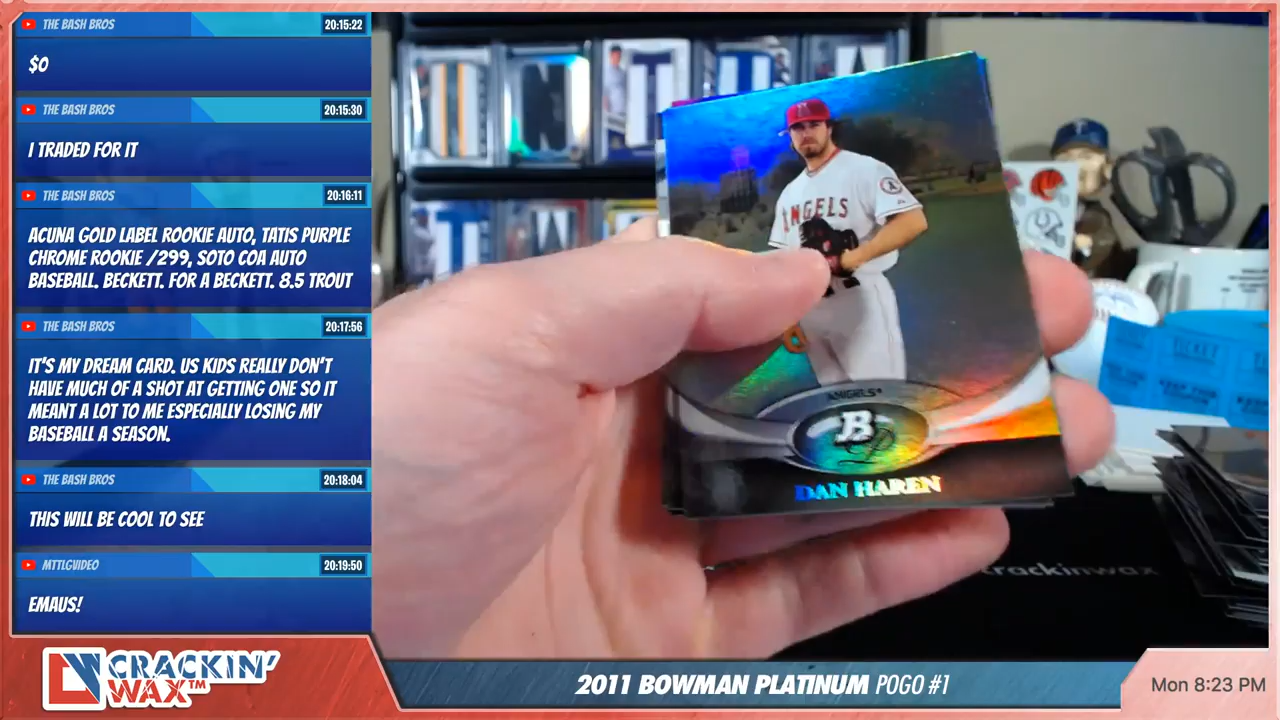 THE BASH BROS 20:15:22
$0
THE BASH BROS 20:15:30
I TRADED FOR IT
THE BASH BROS 20:16:11
ACUNA GOLD LABEL ROOKIE AUTO, TATIS PURPLE
CHROME ROOKIE /299, SOTO COA AUTO
BASEBALL. BECKETT. FOR A BECKETT. 8.5 TROUT
THE BASH BROS 20:17:56
IT'S MY DREAM CARD. US KIDS REALLY DON'T
HAVE MUCH OF A SHOT AT GETTING ONE SO IT
MEANT A LOT TO ME ESPECIALLY LOSING MY
BASEBALL A SEASON.
THE BASH BROS 20:18:04
THIS WILL BE COOL TO SEE
MTTLGVIDEO 20:19:50
EMAUS!
CRACKIN'
WAX™
ANGELS
ANGELS
B
DAN HAREN
TICKET
crackinwax
2011 BOWMAN PLATINUM POGO #1
Mon 8:23 PM